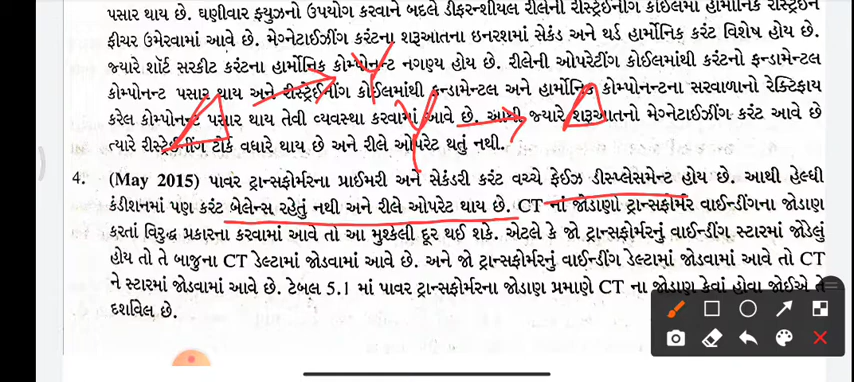 પસાર થાય છે. ઘણીવાર ફ્યુઝનો ઉપયોગ કરવાને બદલે ડીફરન્શીયલ રીલેની રીસ્ટ્રેઈનીંગ કોઈલમાં હાર્મોનિક રીસ્ટ્રેઈન
ફીચર ઉમેરવામાં આવે છે. મેગ્નેટાઈઝીંગ કરંટના શરૂઆતના ઇનરશમાં સેકંડ અને થર્ડ હાર્મોનિક કરંટ વિશેષ હોય છે.
જ્યારે શૉર્ટ સરકીટ કરંટના હાર્મોનિક કોમ્પોનન્ટ નગણ્ય હોય છે. રીલેની ઓપરેટીંગ કોઈલમાંથી કરંટનો ફન્ડામેન્ટલ
કોમ્પોનન્ટ પસાર થાય અને રીસ્ટ્રેઈનીંગ કોઈલમાંથી ફન્ડામેન્ટલ અને હાર્મોનિક કોમ્પોનન્ટના સરવાળાનો રેક્ટિફાય
કરેલ કોમ્પોનન્ટ પસાર થાય તેવી વ્યવસ્થા કરવામાં આવે છે. આથી જ્યારે શરૂઆતનો મેગ્નેટાઈઝીંગ કરંટ આવે છે
ત્યારે રીસ્ટ્રેઈનીંગ ટોર્ક વધારે થાય છે અને રીલે ઓપરેટ થતું નથી.
4. (May 2015) પાવર ટ્રાન્સફોર્મરના પ્રાઈમરી અને સેકંડરી કરંટ વચ્ચે ફેઈઝ ડીસ્પ્લેસમેન્ટ હોય છે. આથી હેલ્ધી
કંડીશનમાં પણ કરંટ બેલેન્સ રહેતું નથી અને રીલે ઓપરેટ થાય છે. CT નાં જોડાણો ટ્રાન્સફોર્મર વાઈન્ડીંગના જોડાણ
કરતાં વિરુદ્ધ પ્રકારના કરવામાં આવે તો આ મુશ્કેલી દૂર થઈ શકે. એટલે કે જો ટ્રાન્સફોર્મરનું વાઈન્ડીંગ સ્ટારમાં જોડેલું
હોય તો તે બાજુના CT ડેલ્ટામાં જોડવામાં આવે છે. અને જો ટ્રાન્સફોર્મરનું વાઈન્ડીંગ ડેલ્ટામાં જોડવામાં આવે તો CT
ને સ્ટારમાં જોડવામાં આવે છે. ટેબલ 5.1 માં પાવર ટ્રાન્સફોર્મરના જોડાણ પ્રમાણે CT ના જોડાણ કેવાં હોવા જોઈએ તે
દર્શાવેલ છે.